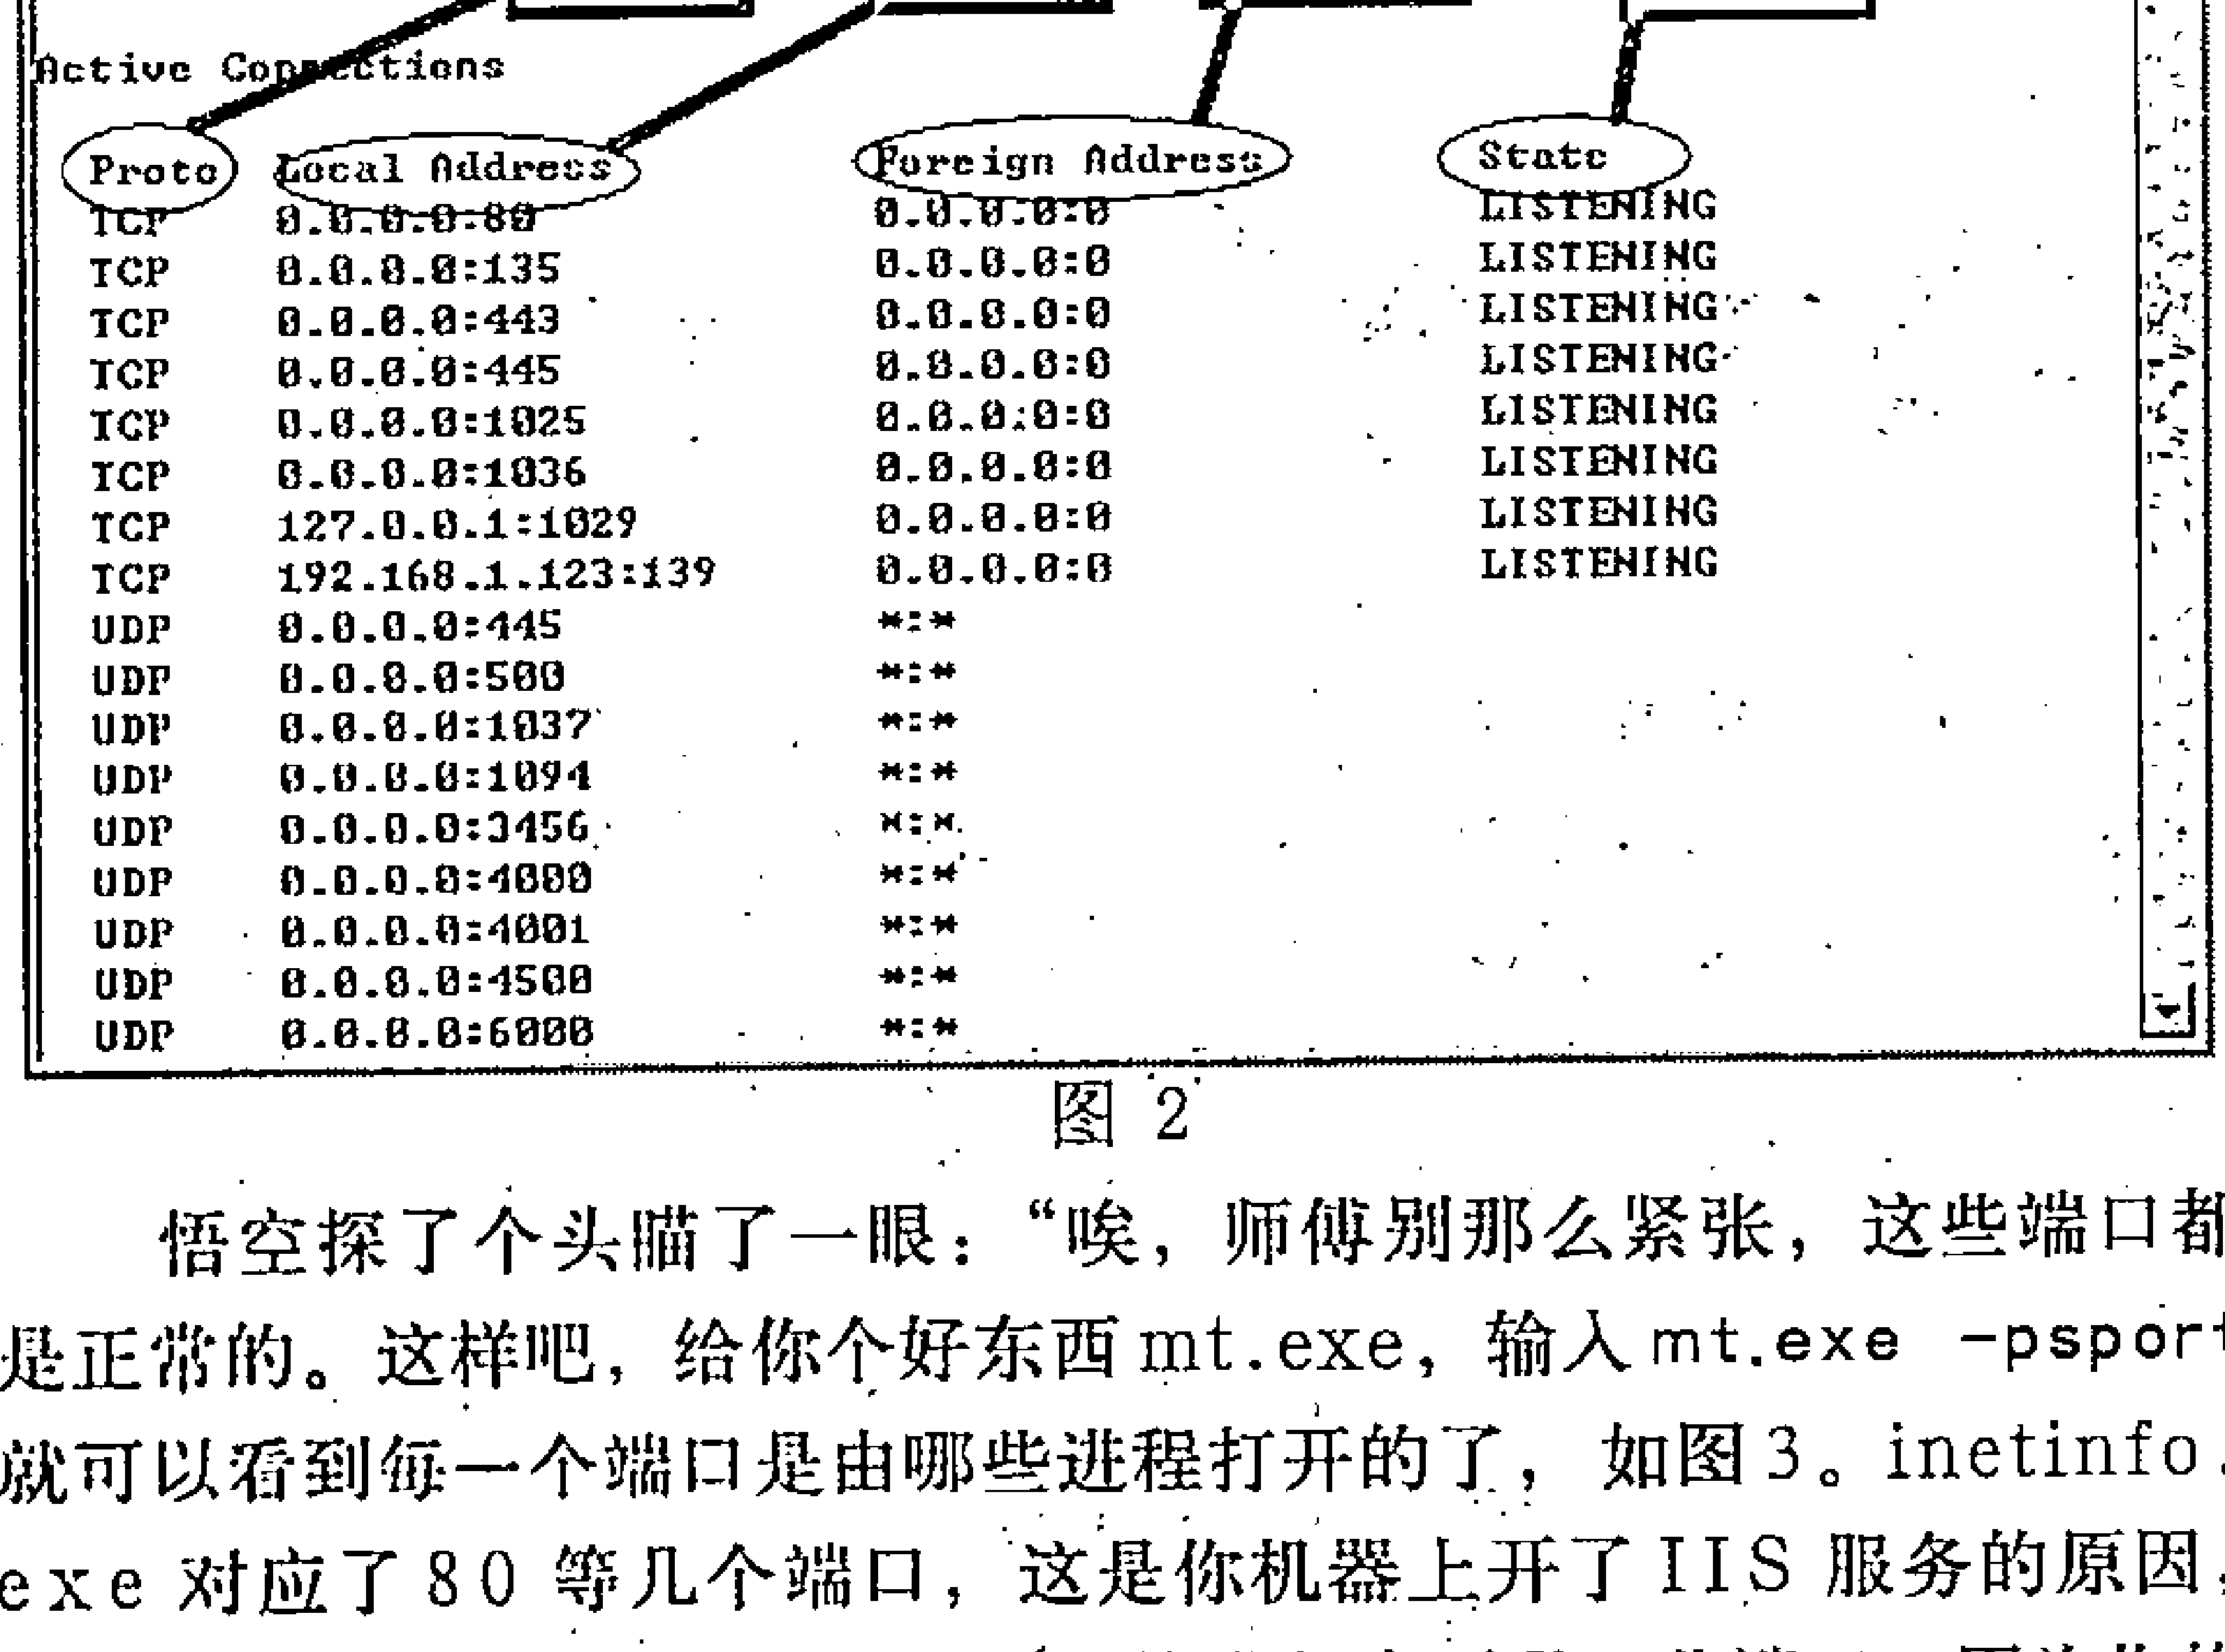 Active Connections
Proto Local Address Foreign Address State
TCP 0.0.0.0:80 0.0.0.0:0 LISTENING
TCP 0.0.0.0:135 0.0.0.0:0 LISTENING
TCP 0.0.0.0:443 0.0.0.0:0 LISTENING
TCP 0.0.0.0:445 0.0.0.0:0 LISTENING
TCP 0.0.0.0:1025 0.0.0.0:0 LISTENING
TCP 0.0.0.0:1036 0.0.0.0:0 LISTENING
TCP 127.0.0.1:1029 0.0.0.0:0 LISTENING
TCP 192.168.1.123:139 0.0.0.0:0 LISTENING
UDP 0.0.0.0:445 *:*
UDP 0.0.0.0:500 *:*
UDP 0.0.0.0:1037 *:*
UDP 0.0.0.0:1094 *:*
UDP 0.0.0.0:3456 *:*
UDP 0.0.0.0:4000 *:*
UDP 0.0.0.0:4001 *:*
UDP 0.0.0.0:4500 *:*
UDP 0.0.0.0:6000 *:*
图 2
悟空探了个头瞄了一眼：“唉，师傅别那么紧张，这些端口都
是正常的。这样吧，给你个好东西mt.exe，输入mt.exe -psport
就可以看到每一个端口是由哪些进程打开的了，如图3。inetinfo.
exe 对应了 80 等几个端口，这是你机器上开了 IIS 服务的原因，